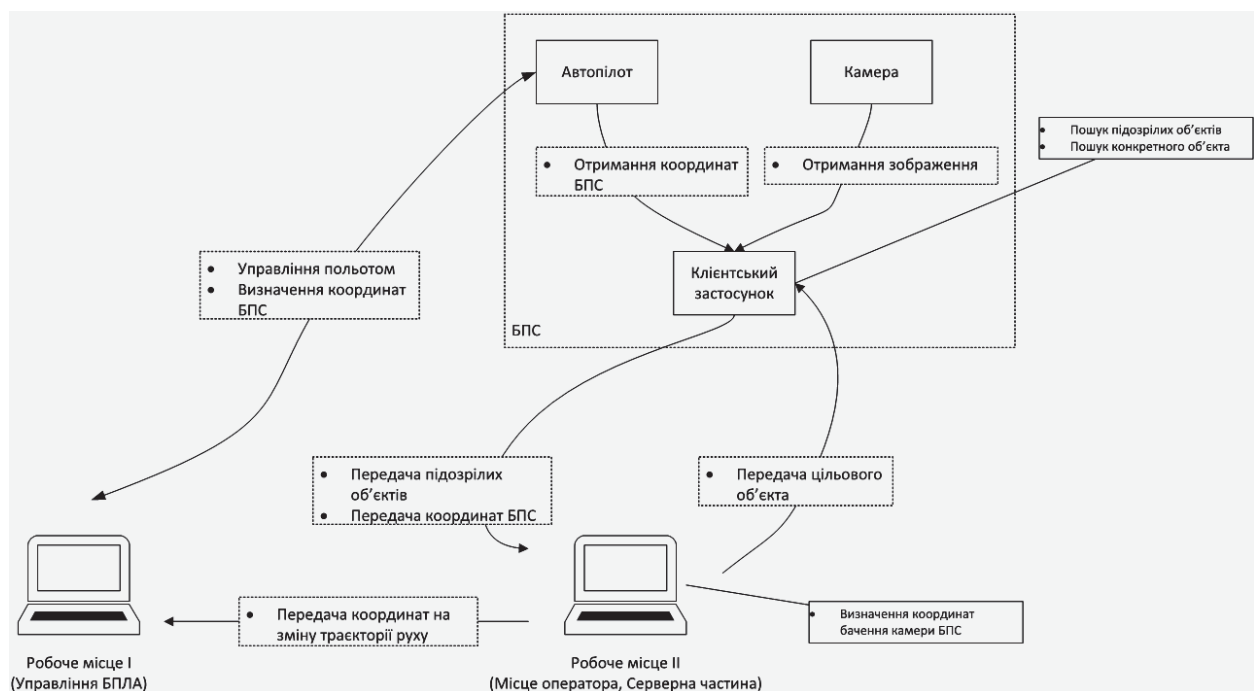 Автопілот
Камера
• Пошук підозрілих об’єктів
• Пошук конкретного об’єкта
• Отримання координат
БПС
• Отримання зображення
• Управління польотом
• Визначення координат
БПС
Клієнтський
застосунок
БПС
• Передача підозрілих
об’єктів
• Передача координат БПС
• Передача цільового
об’єкта
• Передача координат на
зміну траєкторії руху
• Визначення координат
бачення камери БПС
Робоче місце I
(Управління БПЛА)
Робоче місце II
(Місце оператора, Серверна частина)